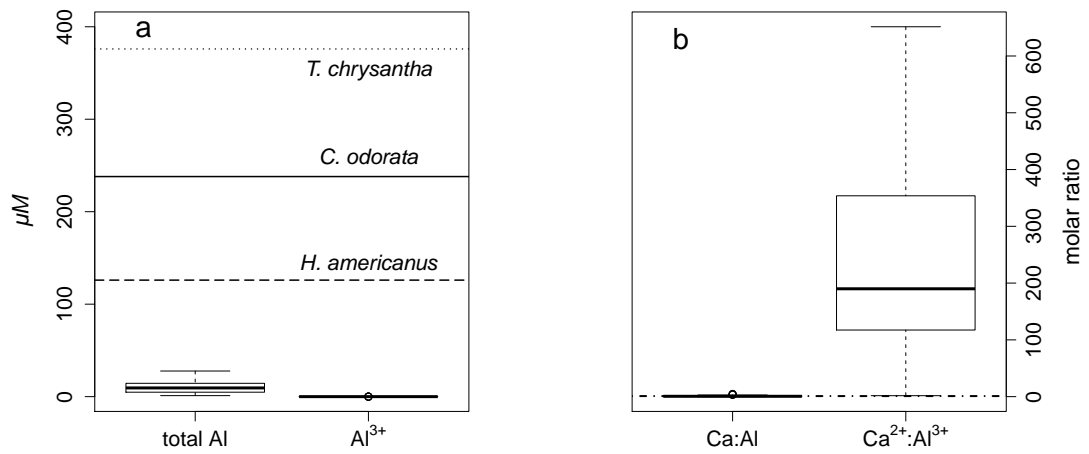 a
400
300
200
100
0
µM
T. chrysantha
C. odorata
H. americanus
total Al
Al³⁺
b
600
500
400
300
200
100
0
molar ratio
Ca:Al
Ca²⁺:Al³⁺